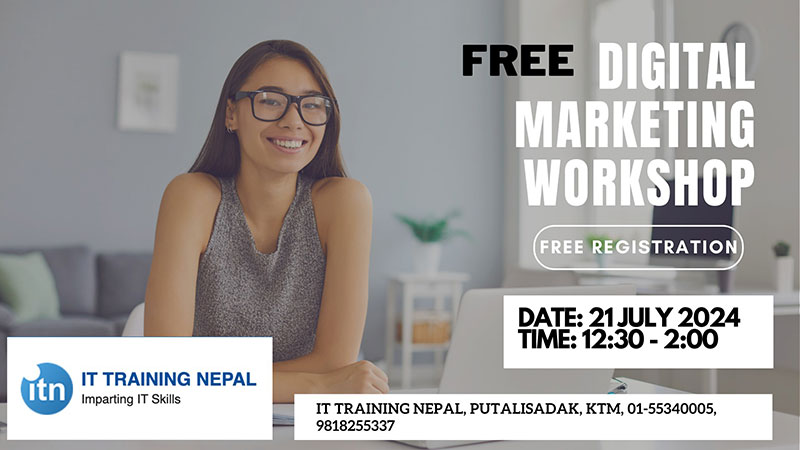 FREE DIGITAL
MARKETING
WORKSHOP
FREE REGISTRATION
DATE: 21 JULY 2024
TIME: 12:30 - 2:00
itn IT TRAINING NEPAL
Imparting IT Skills
IT TRAINING NEPAL, PUTALISADAK, KTM, 01-55340005,
9818255337